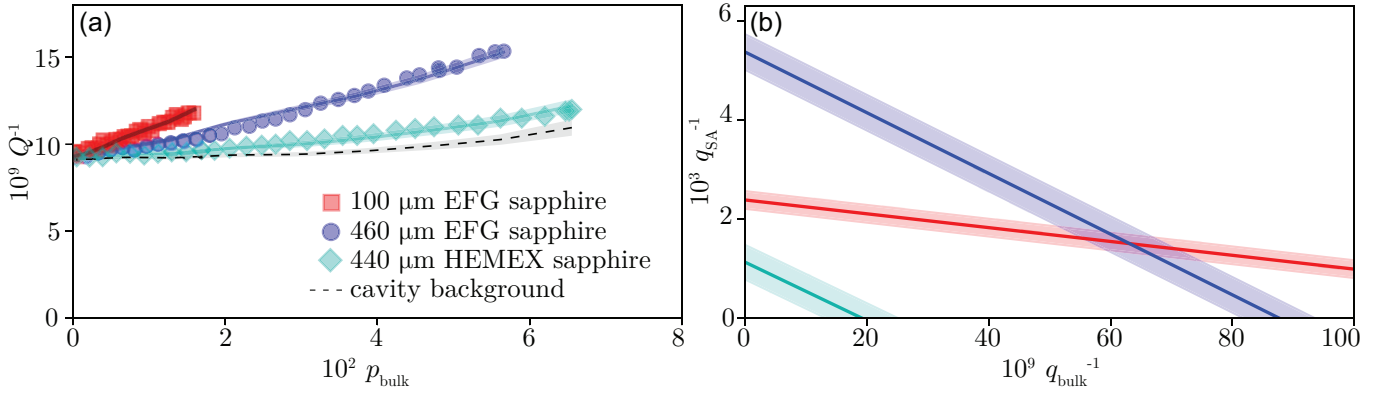 (a)
15
10
5
0
10⁹ Q⁻¹
100 μm EFG sapphire
460 μm EFG sapphire
440 μm HEMEX sapphire
cavity background
0 2 4 6 8
10² p_bulk
(b)
6
4
2
0
10³ q_SA⁻¹
0 20 40 60 80 100
10⁹ q_bulk⁻¹